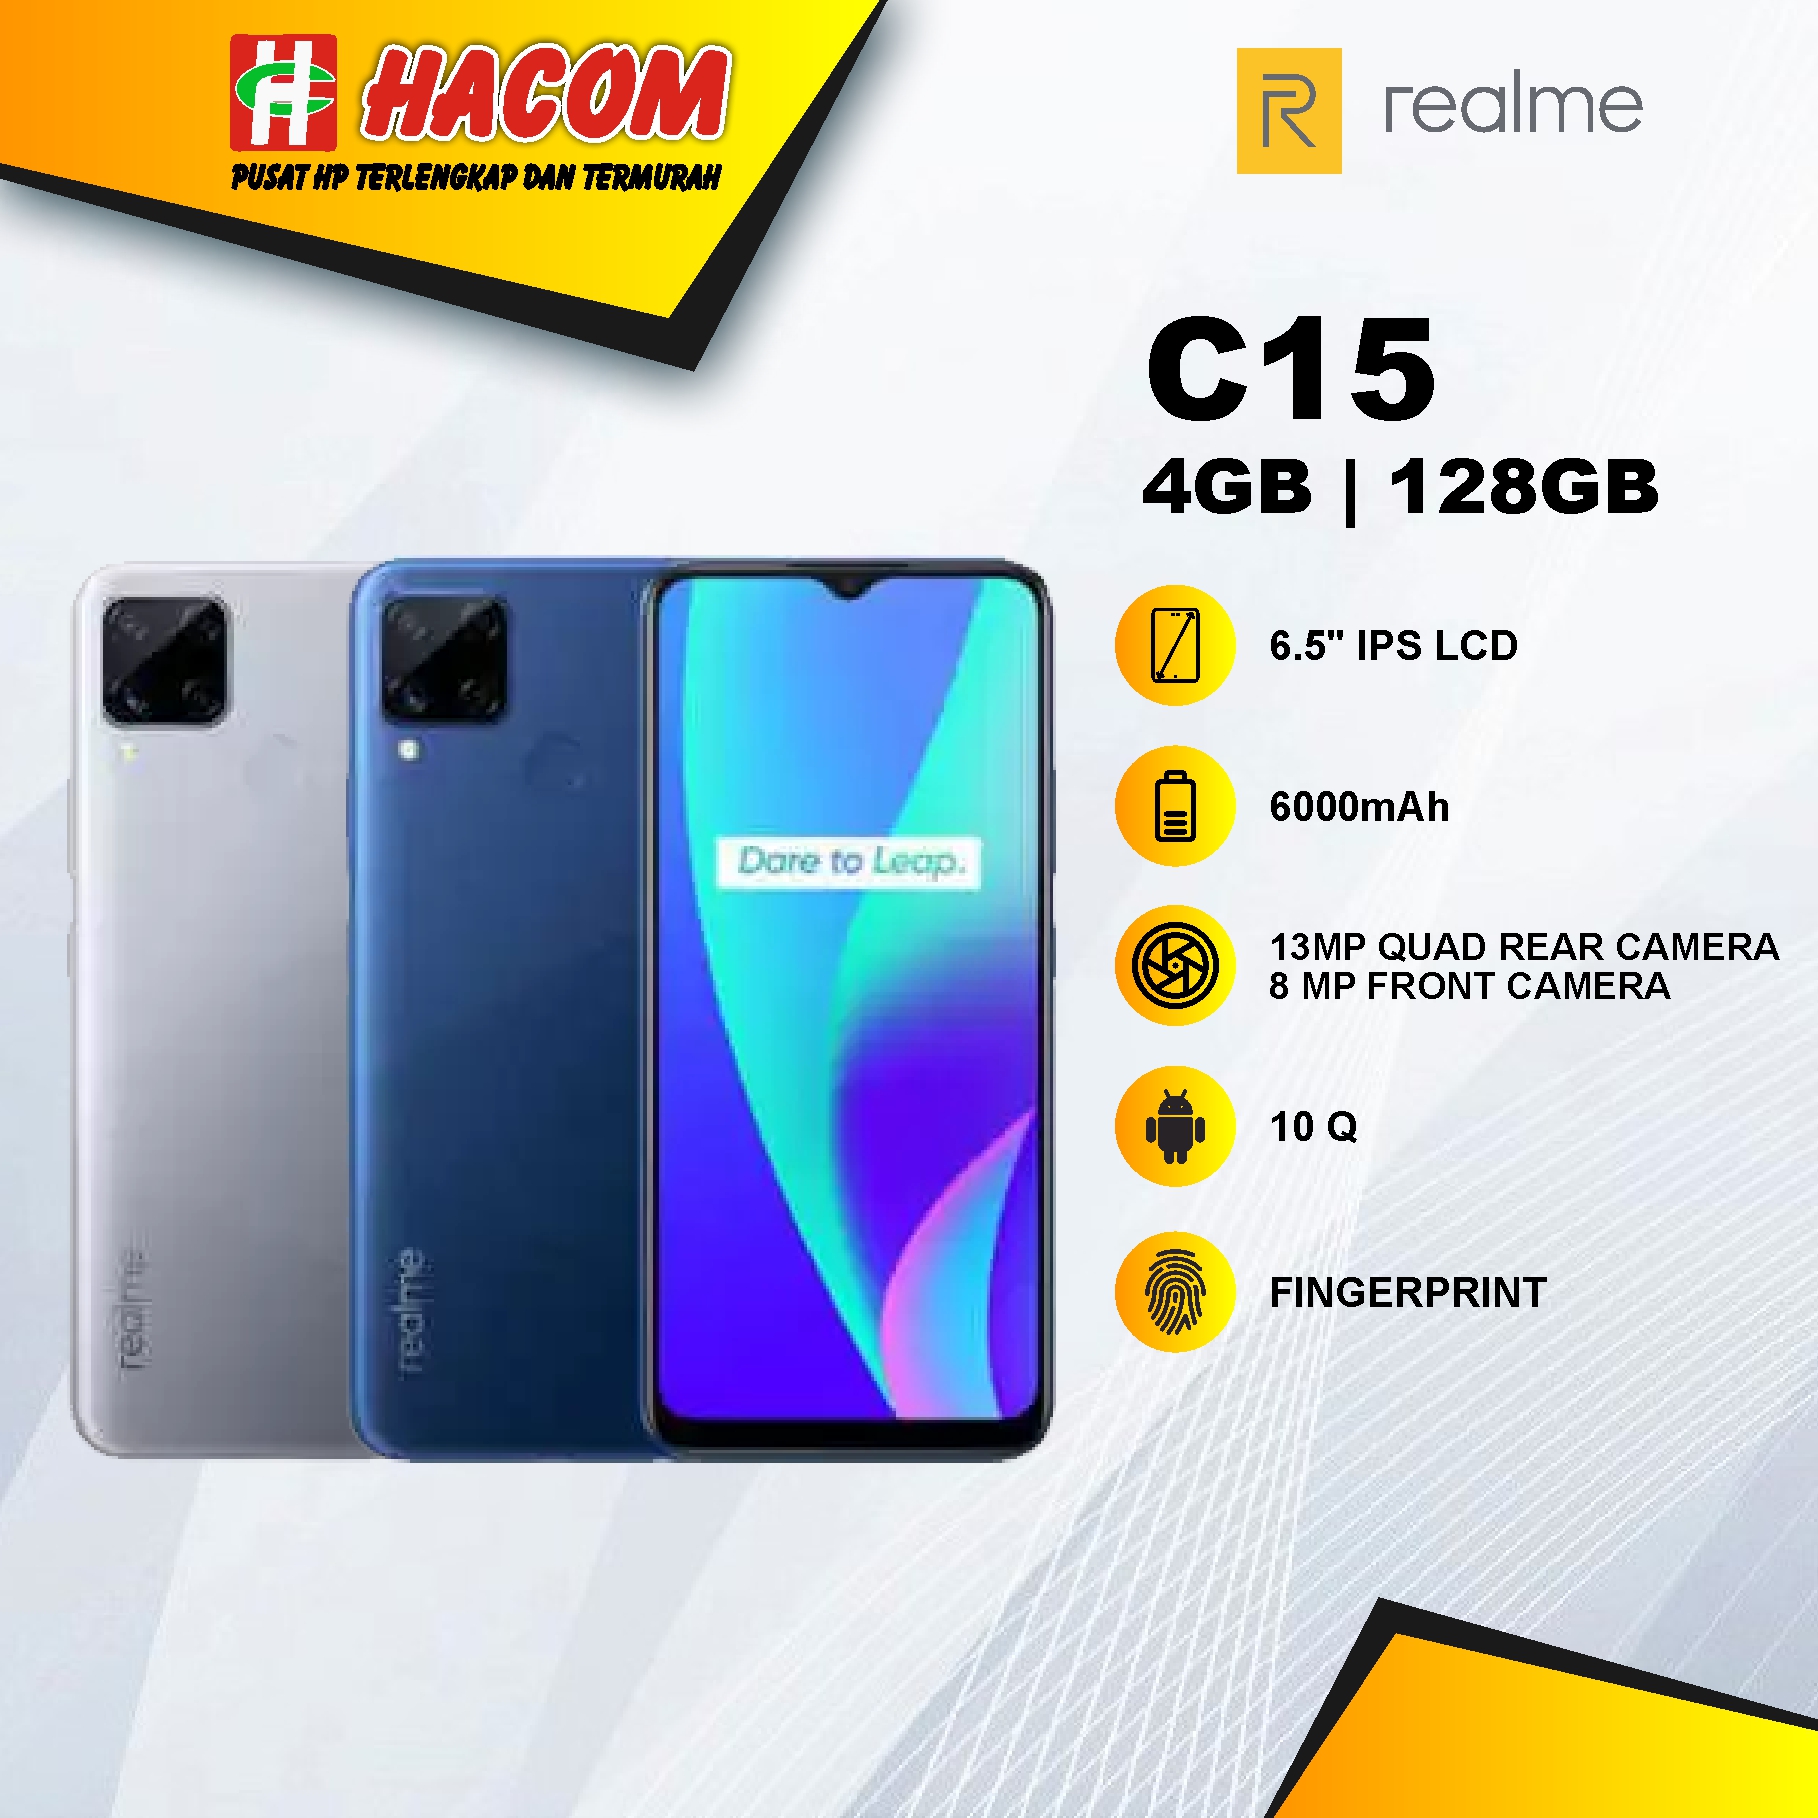 HACOM
PUSAT HP TERLENGKAP DAN TERMURAH
realme
C15
4GB | 128GB
6.5" IPS LCD
6000mAh
13MP QUAD REAR CAMERA
8 MP FRONT CAMERA
10 Q
FINGERPRINT
Dare to Leap.
realme
realme